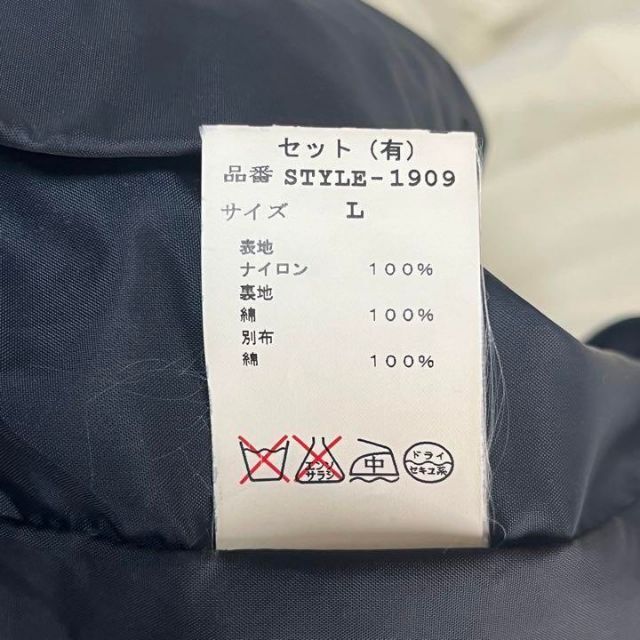 セット（有）
品番 STYLE-1909
サイズ L
表地
ナイロン 100%
裏地
綿 100%
別布
綿 100%
エンソ
サラシ
中
ドライ
セキユ系